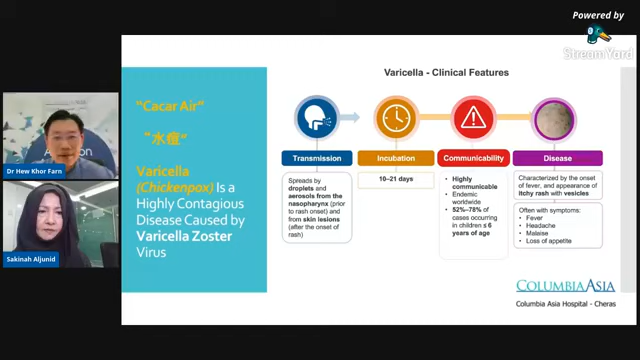 Powered by
StreamYard
Dr Hew Khor Farn
Sakinah Aljunid
"Cacar Air"
“水痘”
Varicella
(Chickenpox) Is a
Highly Contagious
Disease Caused by
Varicella Zoster
Virus
Varicella - Clinical Features
Transmission
Spreads by
droplets and
aerosols from the
nasopharynx (prior
to rash onset) and
from skin lesions
(after the onset of
rash)
Incubation
10–21 days
Communicability
• Highly
communicable
• Endemic
worldwide
• 52%–78% of
cases occurring
in children ≤ 6
years of age
Disease
Characterized by the onset
of fever, and appearance of
itchy rash with vesicles
Often with symptoms:
• Fever
• Headache
• Malaise
• Loss of appetite
COLUMBIA ASIA
Columbia Asia Hospital - Cheras